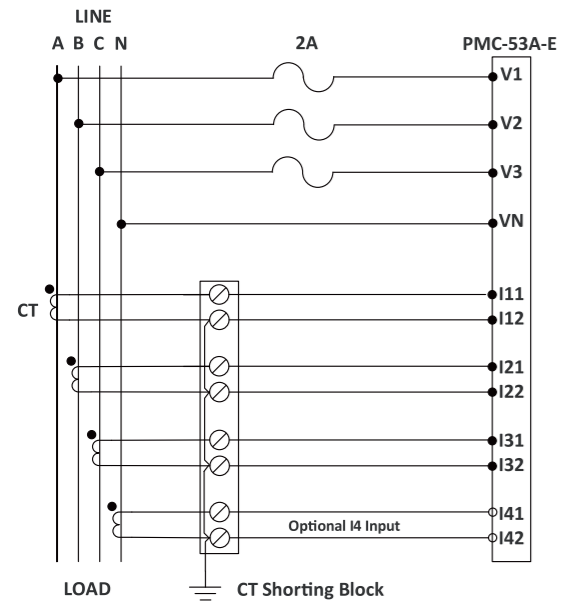 LINE
A B C N 2A PMC-53A-E
V1
V2
V3
VN
I11
CT
I12
I21
I22
I31
I32
I41
Optional I4 Input
I42
LOAD CT Shorting Block